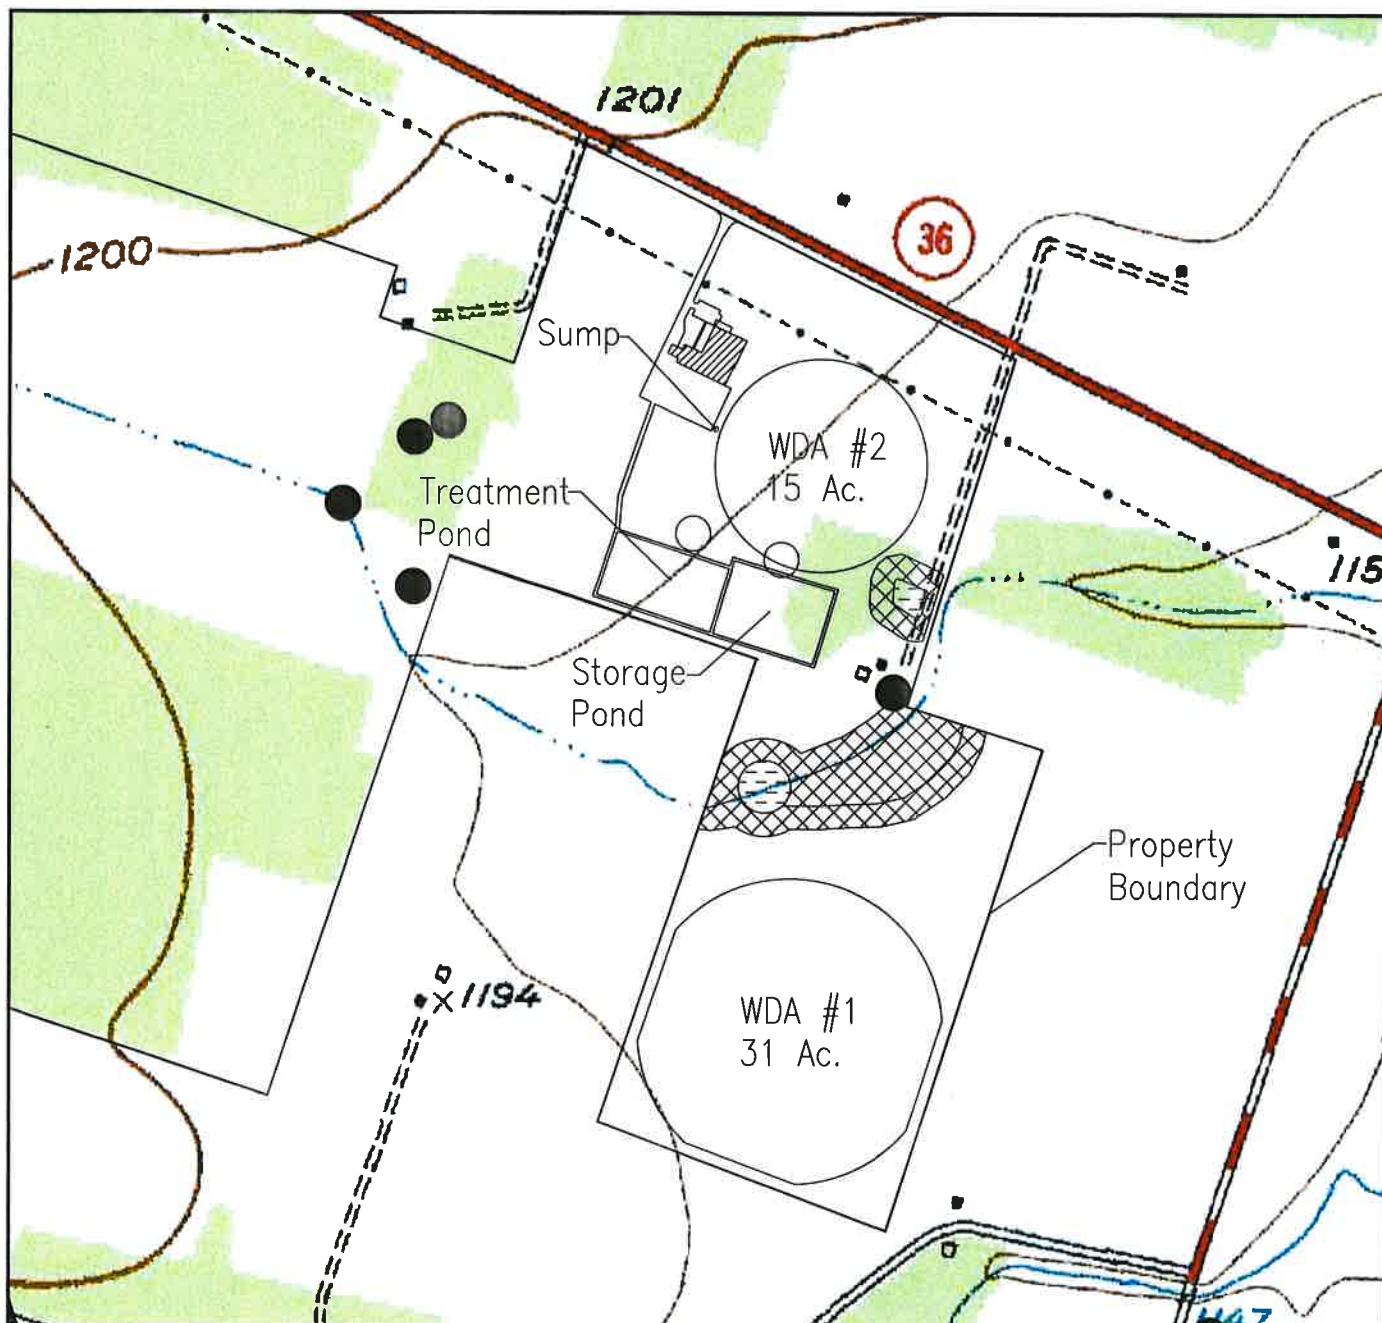 1201
1200
36
Sump
WDA #2
15 Ac.
Treatment
Pond
115
Storage
Pond
Property
Boundary
1194
WDA #1
31 Ac.